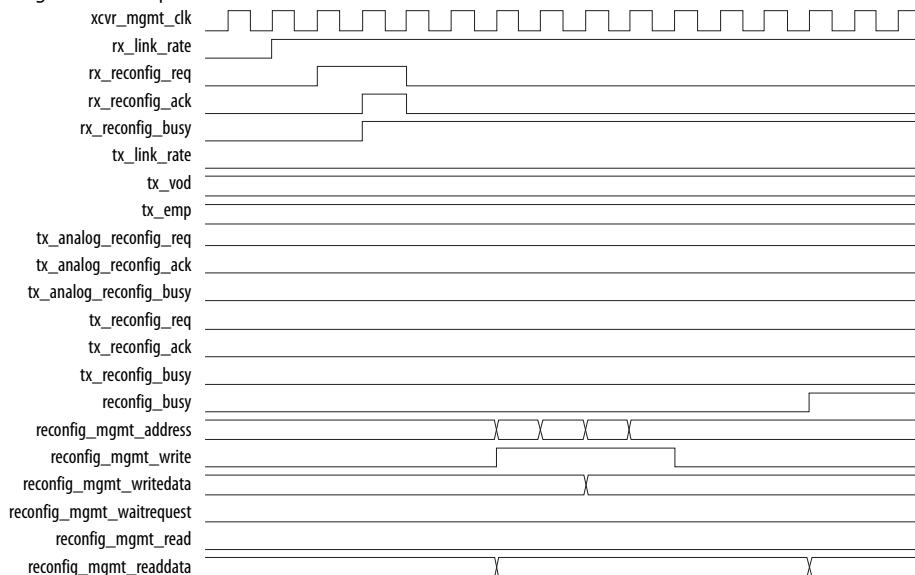 xcvr_mgmt_clk
rx_link_rate
rx_reconfig_req
rx_reconfig_ack
rx_reconfig_busy
tx_link_rate
tx_vod
tx_emp
tx_analog_reconfig_req
tx_analog_reconfig_ack
tx_analog_reconfig_busy
tx_reconfig_req
tx_reconfig_ack
tx_reconfig_busy
reconfig_busy
reconfig_mgmt_address
reconfig_mgmt_write
reconfig_mgmt_writedata
reconfig_mgmt_waitrequest
reconfig_mgmt_read
reconfig_mgmt_readdata